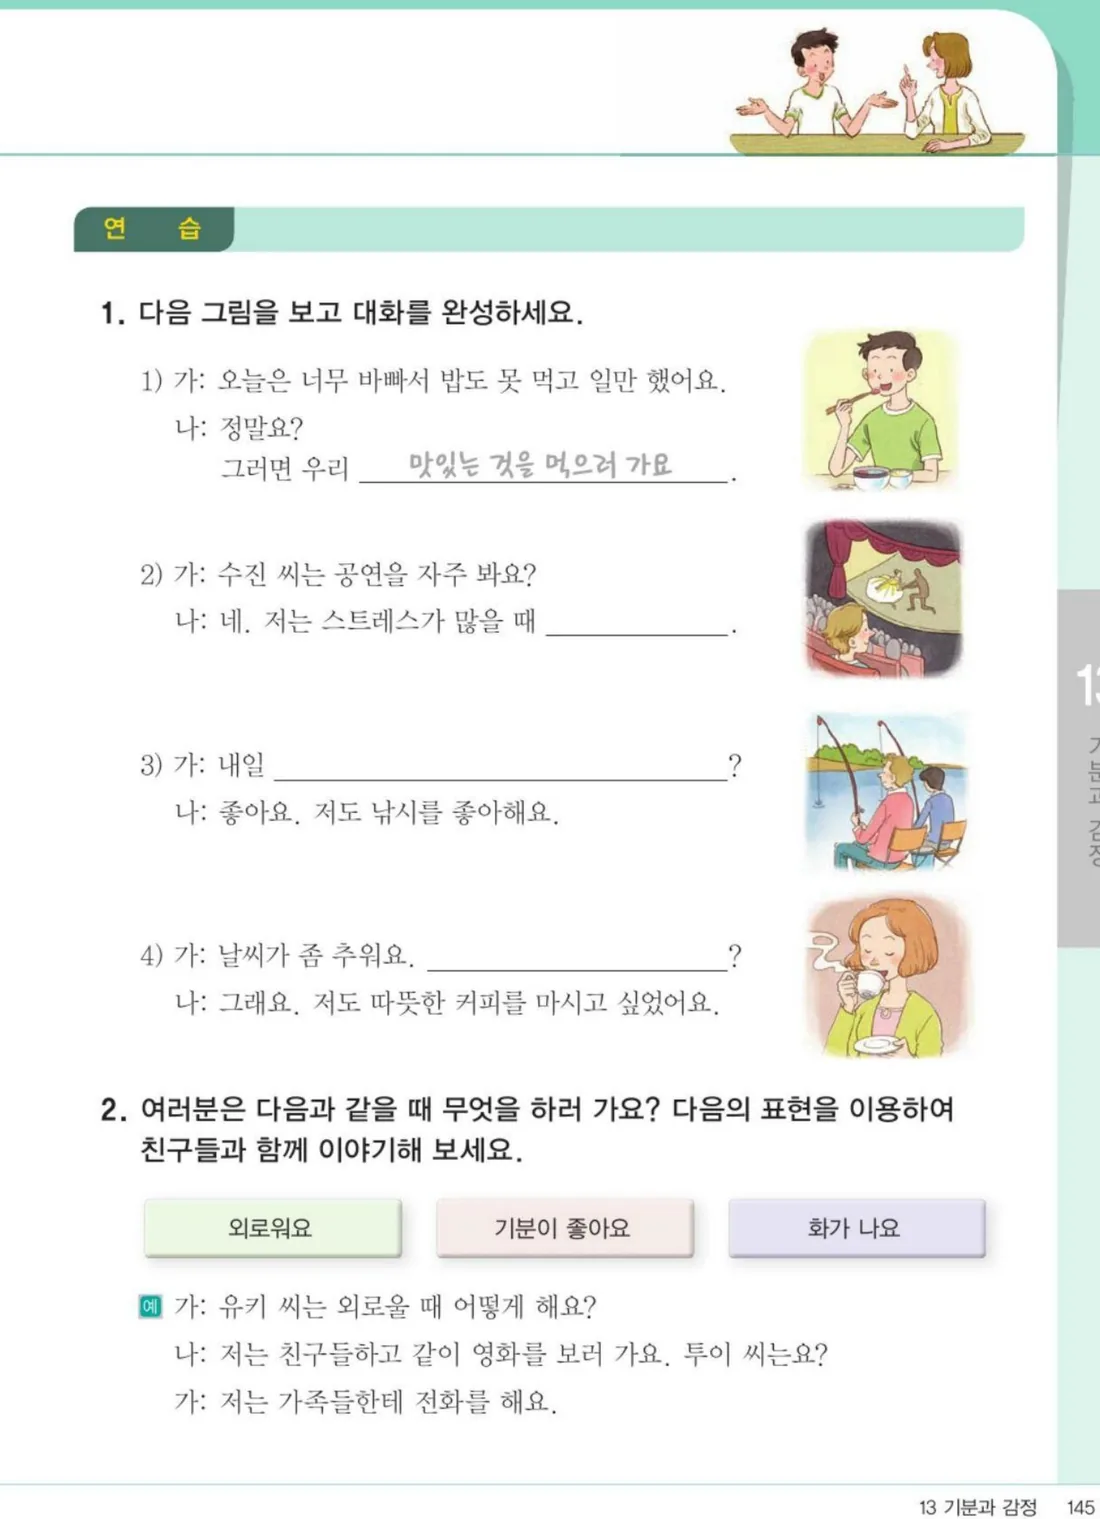 연 습
1. 다음 그림을 보고 대화를 완성하세요.
1) 가: 오늘은 너무 바빠서 밥도 못 먹고 일만 했어요.
나: 정말요?
그러면 우리 맛있는 것을 먹으러 가요.
2) 가: 수진 씨는 공연을 자주 봐요?
나: 네. 저는 스트레스가 많을 때 ____________.
3) 가: 내일 ____________?
나: 좋아요. 저도 낚시를 좋아해요.
4) 가: 날씨가 좀 추워요. ____________?
나: 그래요. 저도 따뜻한 커피를 마시고 싶었어요.
2. 여러분은 다음과 같을 때 무엇을 하러 가요? 다음의 표현을 이용하여
친구들과 함께 이야기해 보세요.
외로워요 기분이 좋아요 화가 나요
예 가: 유키 씨는 외로울 때 어떻게 해요?
나: 저는 친구들하고 같이 영화를 보러 가요. 투이 씨는요?
가: 저는 가족들한테 전화를 해요.
13 기분과 감정 145